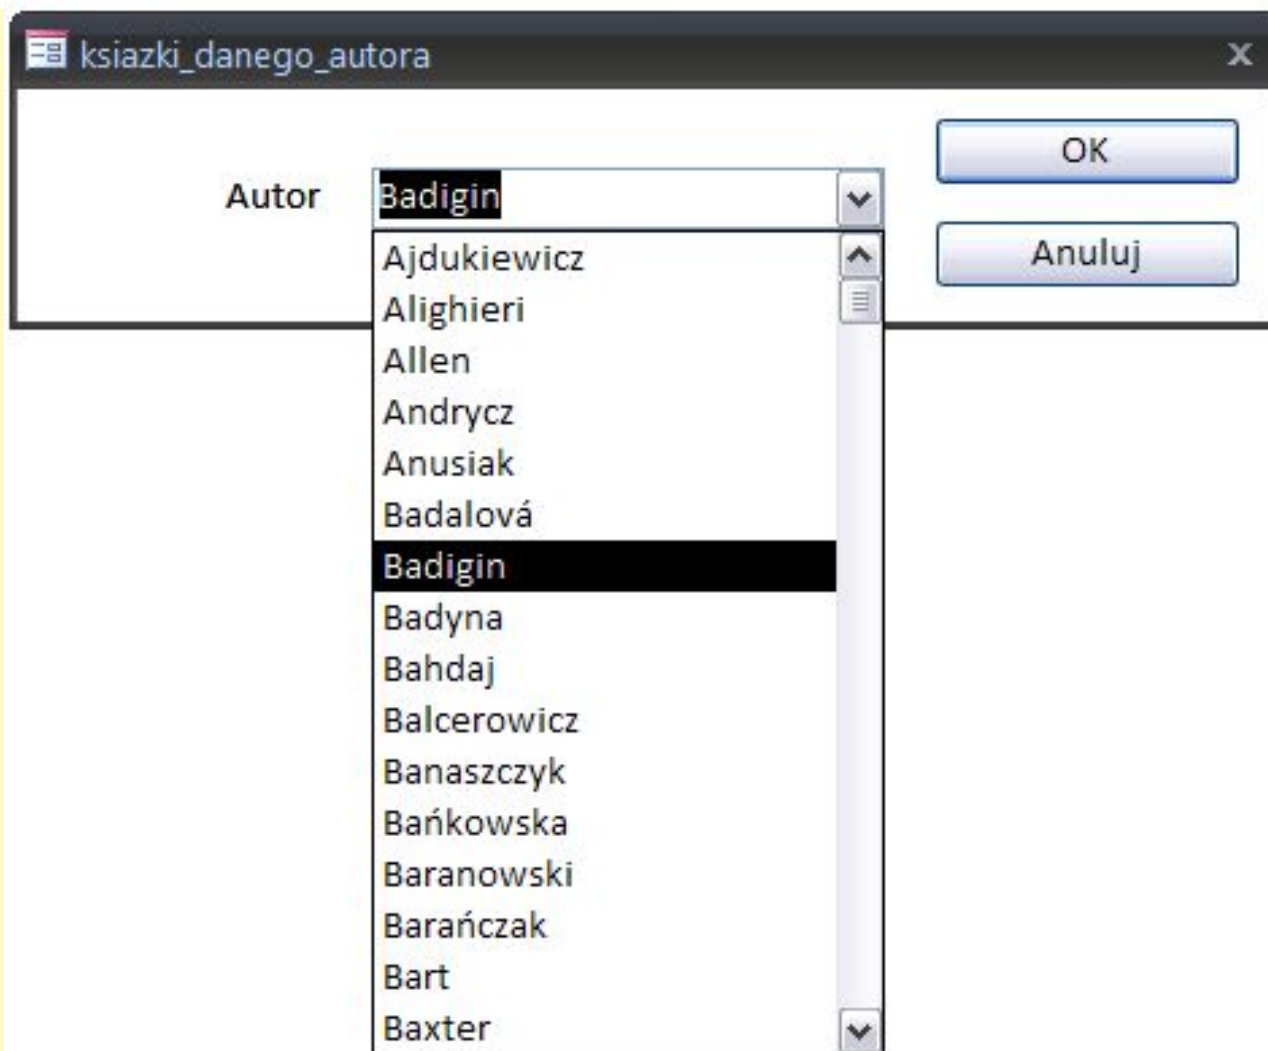 ksiazki_danego_autora
OK
Autor Badigin
Anuluj
Ajdukiewicz
Alighieri
Allen
Andrycz
Anusiak
Badalová
Badigin
Badyna
Bahdaj
Balcerowicz
Banaszczyk
Bańkowska
Baranowski
Barańczak
Bart
Baxter